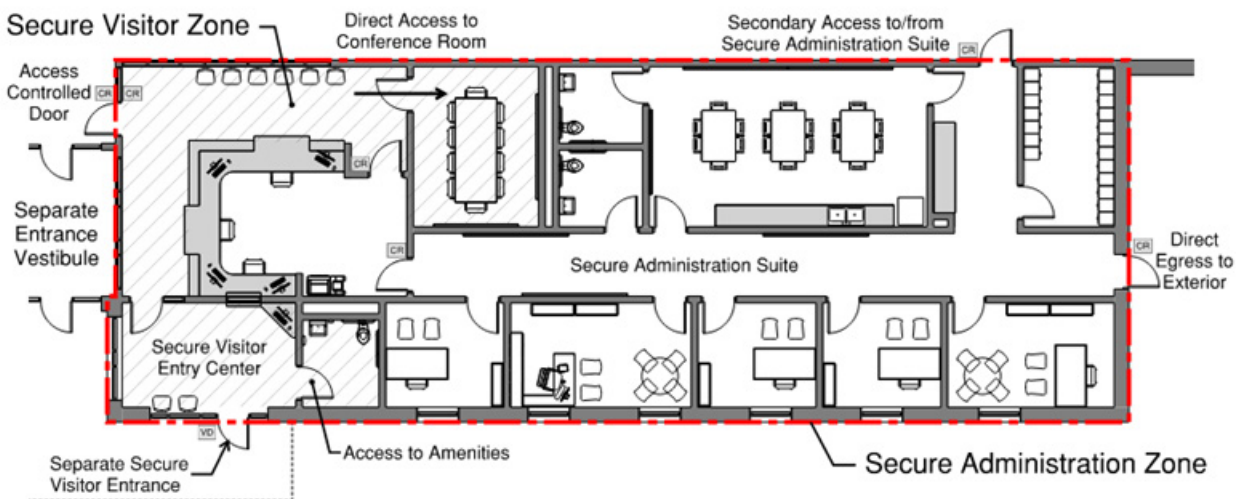 Secure Visitor Zone
Direct Access to
Conference Room
Secondary Access to/from
Secure Administration Suite
CR
Access
Controlled
Door
CR CR
CR
Separate
Entrance
Vestibule
CR
Secure Administration Suite
CR
Direct
Egress to
Exterior
Secure Visitor
Entry Center
VD
Separate Secure
Visitor Entrance
Access to Amenities
Secure Administration Zone